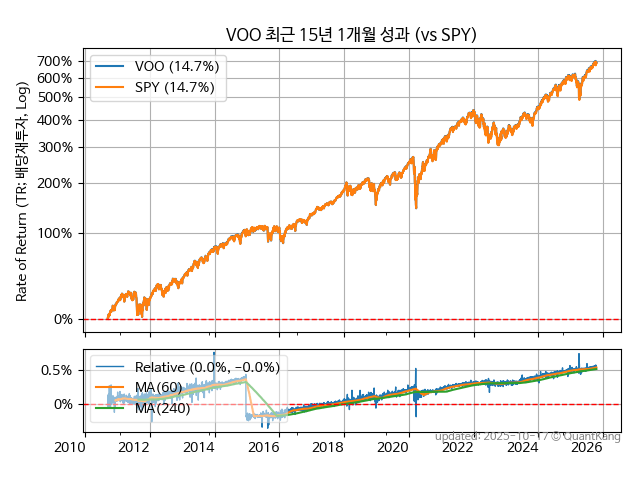 VOO 최근 15년 1개월 성과 (vs SPY)
Rate of Return (TR; 배당재투자, Log)
700%
600%
500%
400%
300%
200%
100%
0%
VOO (14.7%)
SPY (14.7%)
0.5%
0%
Relative (0.0%, −0.0%)
MA(60)
MA(240)
2010 2012 2014 2016 2018 2020 2022 2024 2026
updated: 2025-10-17 © QuantKang